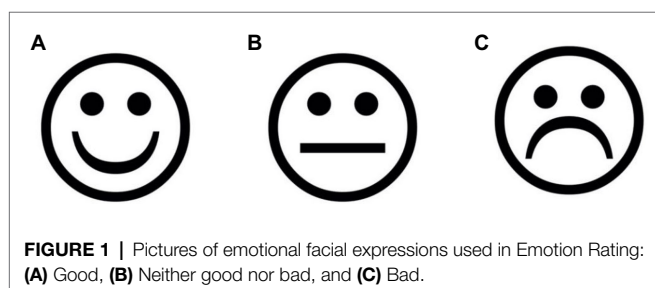 A B C
FIGURE 1 | Pictures of emotional facial expressions used in Emotion Rating:
(A) Good, (B) Neither good nor bad, and (C) Bad.